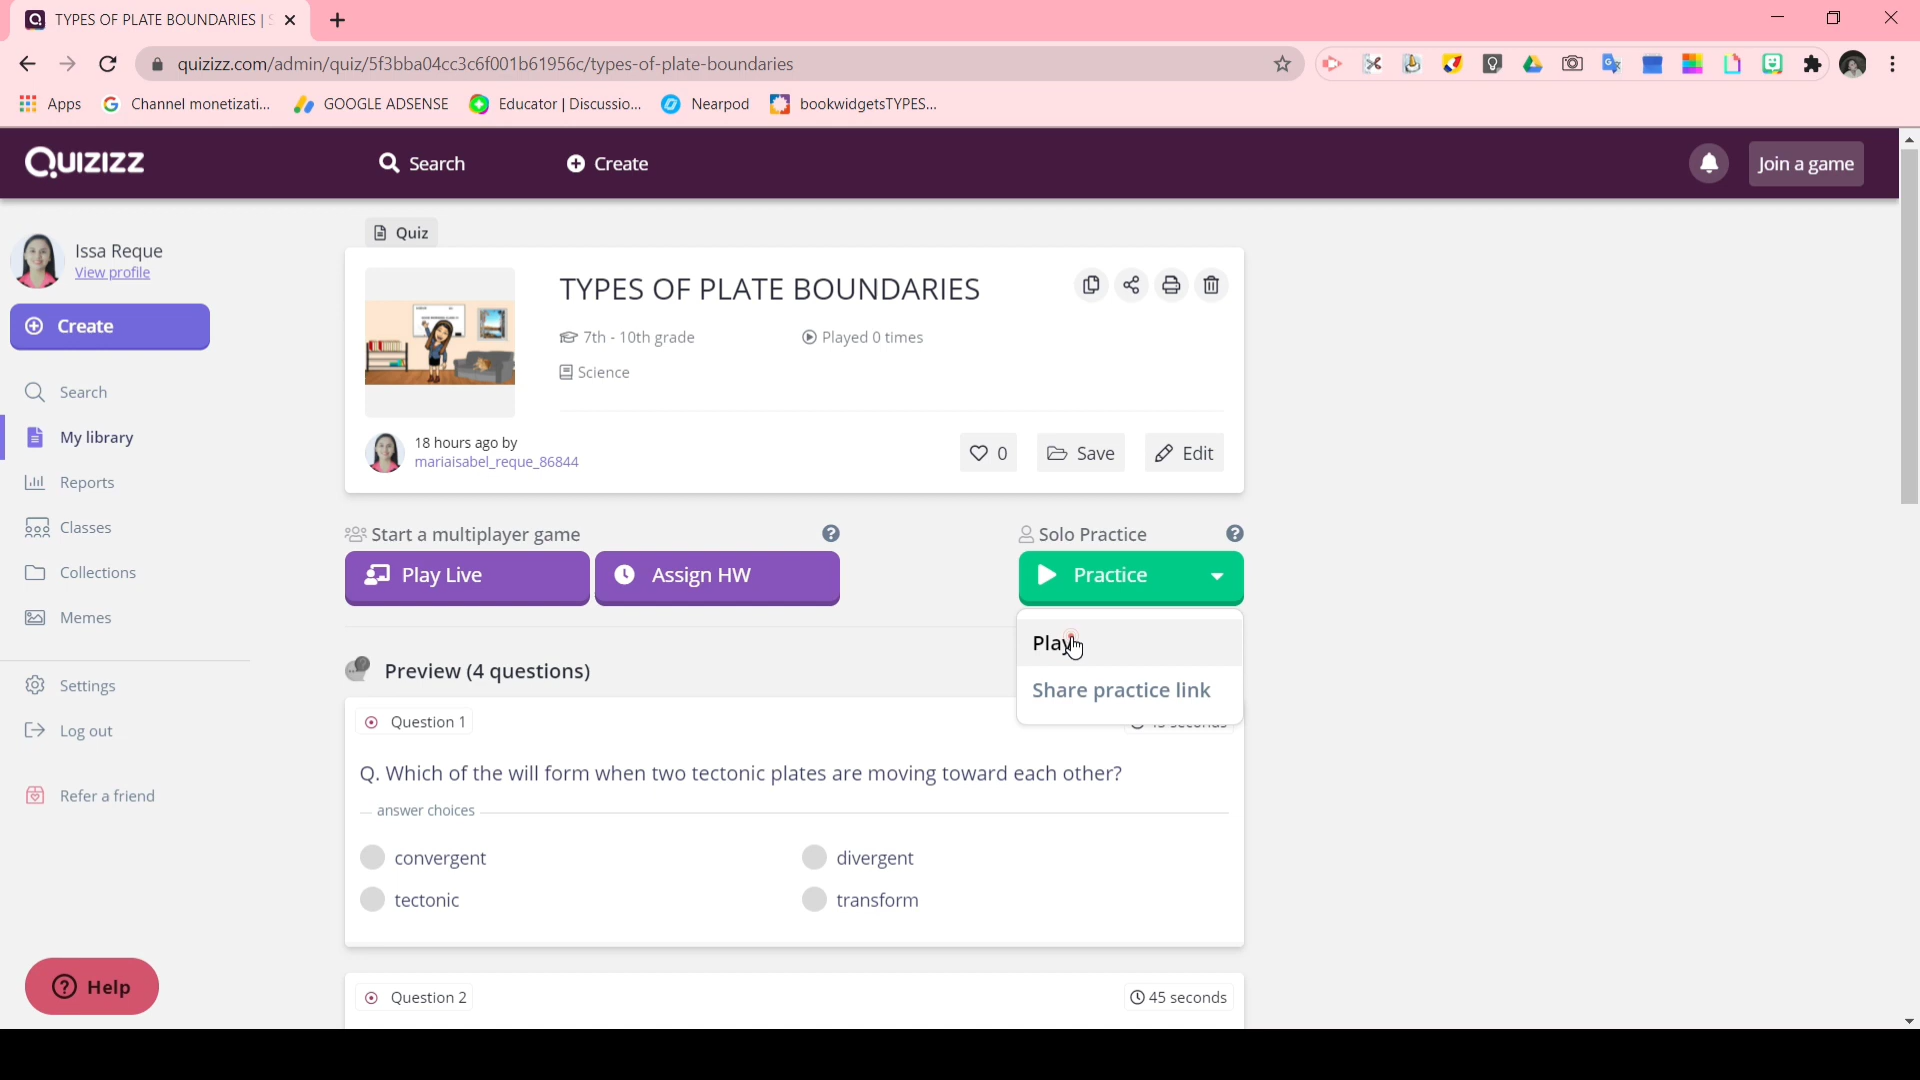 TYPES OF PLATE BOUNDARIES |
quizizz.com/admin/quiz/5f3bba04cc3c6f001b61956c/types-of-plate-boundaries
Apps Channel monetizati... GOOGLE ADSENSE Educator | Discussio... Nearpod bookwidgetsTYPES...
QUIZIZZ Search Create Join a game
Quiz
Issa Reque
View profile
Create
Search
My library
Reports
Classes
Collections
Memes
Settings
Log out
Refer a friend
Help
TYPES OF PLATE BOUNDARIES
7th - 10th grade Played 0 times
Science
18 hours ago by
mariaisabel_reque_86844
0 Save Edit
Start a multiplayer game ? Solo Practice ?
Play Live Assign HW Practice
Play
Share practice link
Preview (4 questions)
Question 1
Q. Which of the will form when two tectonic plates are moving toward each other?
answer choices
convergent divergent
tectonic transform
Question 2 45 seconds